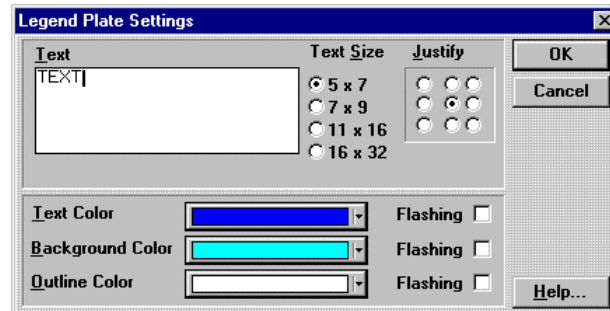 Legend Plate Settings
Text
TEXT
Text Size
5 x 7
7 x 9
11 x 16
16 x 32
Justify
OK
Cancel
Text Color
Flashing
Background Color
Flashing
Outline Color
Flashing
Help...